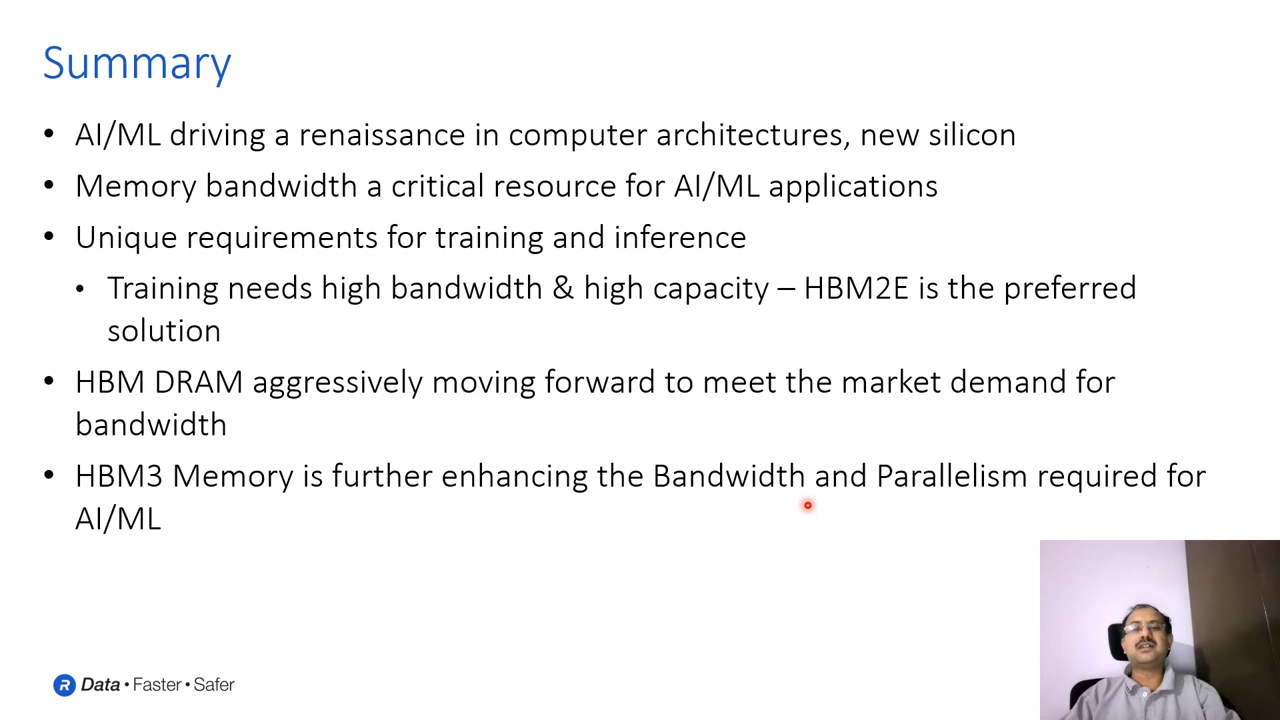 Summary
• AI/ML driving a renaissance in computer architectures, new silicon
• Memory bandwidth a critical resource for AI/ML applications
• Unique requirements for training and inference
• Training needs high bandwidth & high capacity – HBM2E is the preferred
solution
• HBM DRAM aggressively moving forward to meet the market demand for
bandwidth
• HBM3 Memory is further enhancing the Bandwidth and Parallelism required for
AI/ML
R Data • Faster • Safer